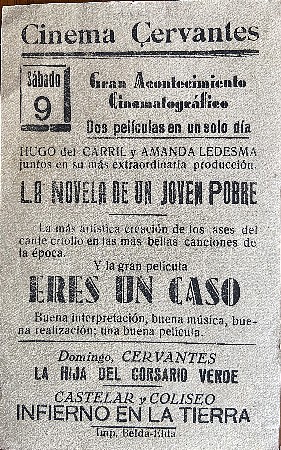 Cinema Cervantes
Sábado
9
Gran Acontecimiento
Cinematográfico
Dos películas en un solo día
HUGO del CARRIL y AMANDA LEDESMA
juntos en su más extraordinaria producción.
LA NOVELA DE UN JOVEN POBRE
La más artística creación de los ases del
cante criollo en las más bellas canciones de
la época.
Y la gran película
ERES UN CASO
Buena interpretación, buena música, bue-
na realización; una buena película.
Domingo, CERVANTES
LA HIJA DEL CORSARIO VERDE
CASTELAR y COLISEO
INFIERNO EN LA TIERRA
Imp. Belda-Elda